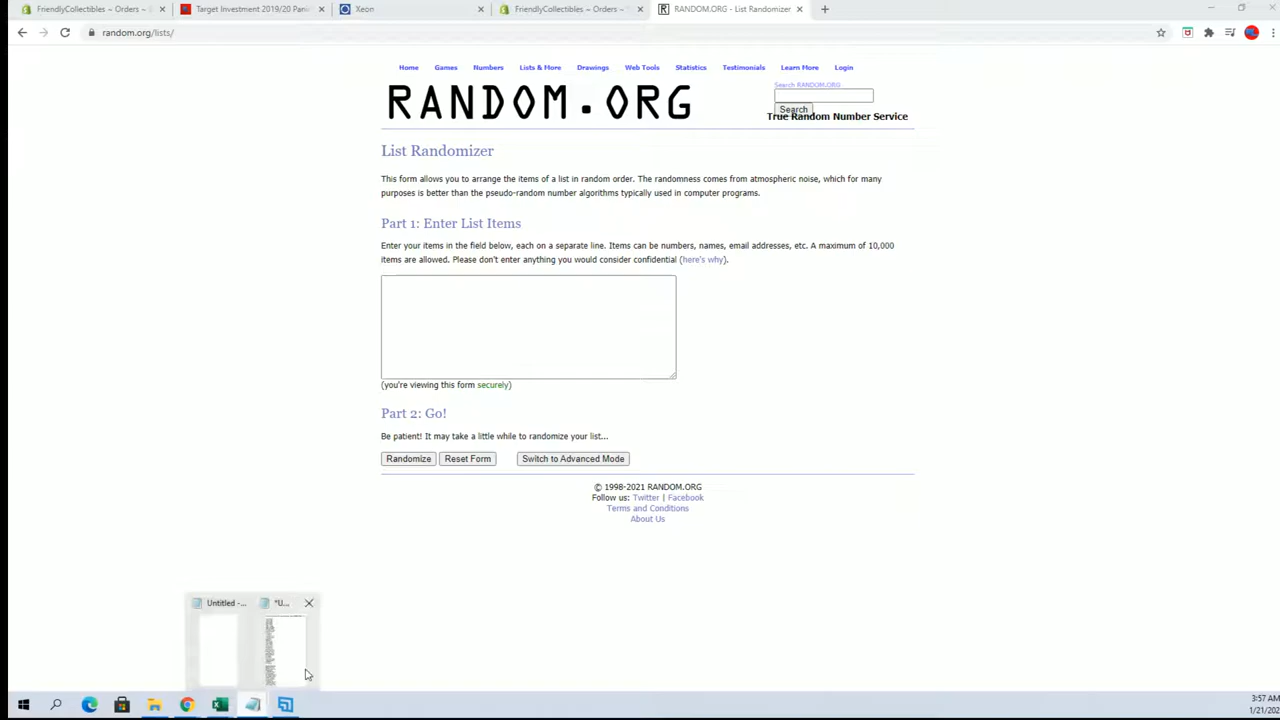 FriendlyCollectibles ~ Orders ~
Target Investment 2019/20 Pani
Xeon
FriendlyCollectibles ~ Orders ~
RANDOM.ORG - List Randomizer
random.org/lists/
Home Games Numbers Lists & More Drawings Web Tools Statistics Testimonials Learn More Login
Search RANDOM.ORG
RANDOM.ORG
Search
True Random Number Service
List Randomizer
This form allows you to arrange the items of a list in random order. The randomness comes from atmospheric noise, which for many
purposes is better than the pseudo-random number algorithms typically used in computer programs.
Part 1: Enter List Items
Enter your items in the field below, each on a separate line. Items can be numbers, names, email addresses, etc. A maximum of 10,000
items are allowed. Please don't enter anything you would consider confidential (here's why).
(you're viewing this form securely)
Part 2: Go!
Be patient! It may take a little while to randomize your list...
Randomize Reset Form Switch to Advanced Mode
© 1998-2021 RANDOM.ORG
Follow us: Twitter | Facebook
Terms and Conditions
About Us
Untitled -... "U...
3:57 AM
1/21/202